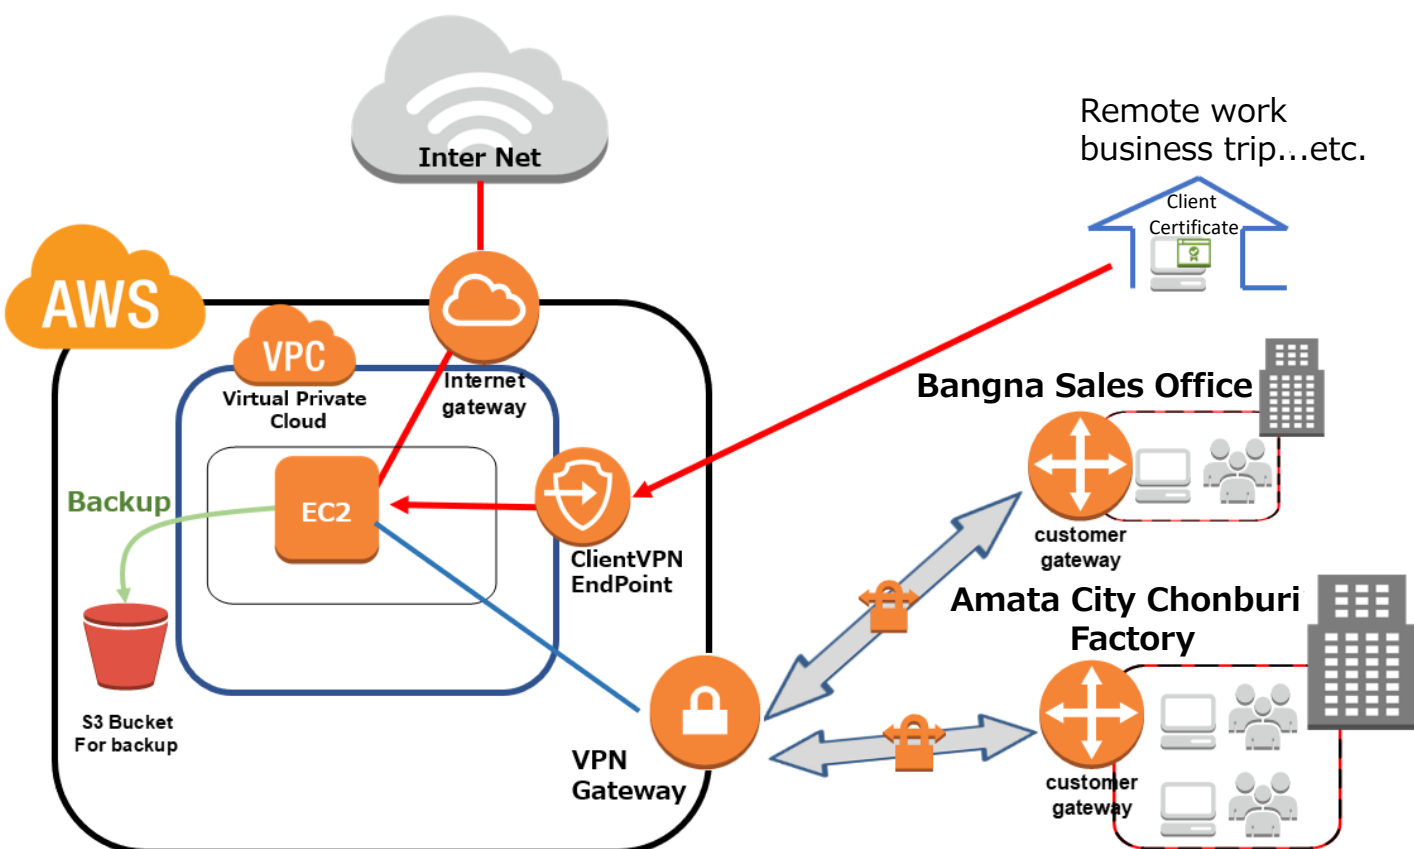 Inter Net
Remote work
business trip...etc.
Client
Certificate
AWS
VPC
Virtual Private
Cloud
Internet
gateway
Bangna Sales Office
Backup
EC2
customer
gateway
ClientVPN
EndPoint
Amata City Chonburi
Factory
S3 Bucket
For backup
VPN
Gateway
customer
gateway